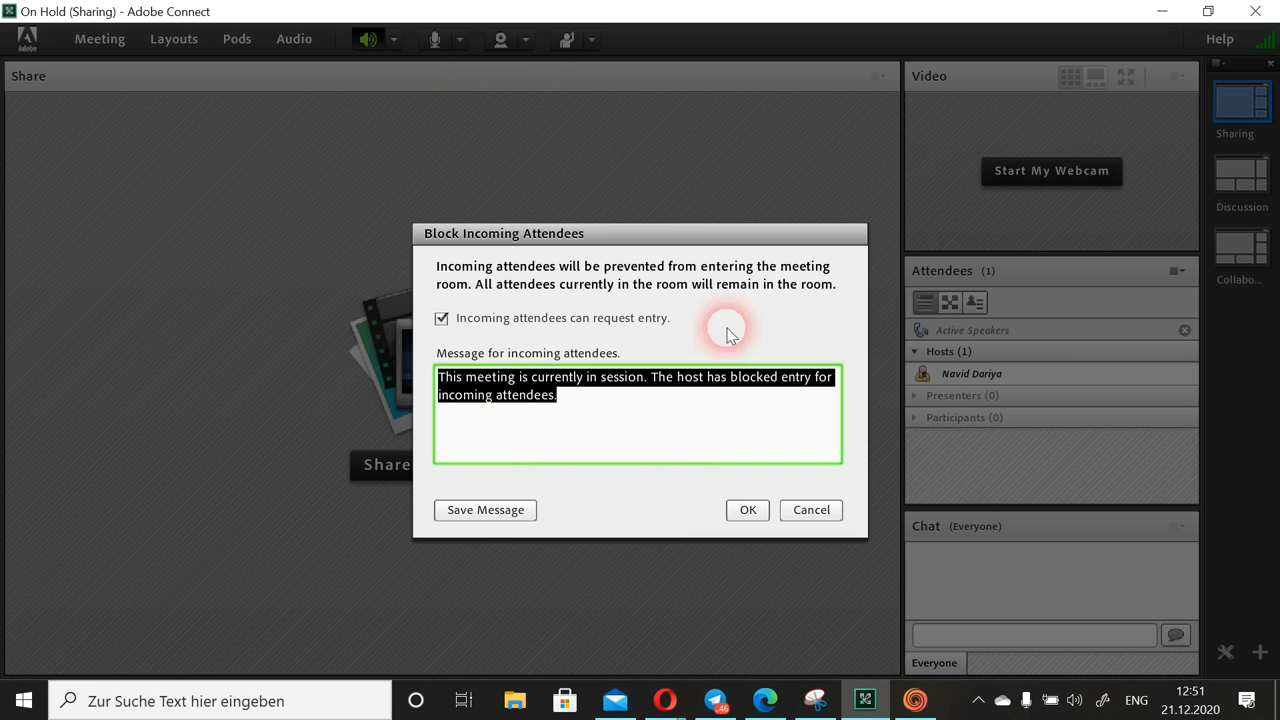 On Hold (Sharing) - Adobe Connect
Adobe
Meeting
Layouts
Pods
Audio
Help
Share
Video
Start My Webcam
Sharing
Discussion
Collabo...
Block Incoming Attendees
Incoming attendees will be prevented from entering the meeting
room. All attendees currently in the room will remain in the room.
Incoming attendees can request entry.
Message for incoming attendees.
This meeting is currently in session. The host has blocked entry for
incoming attendees.
Save Message
OK
Cancel
Share
Attendees (1)
Active Speakers
Hosts (1)
Navid Dariya
Presenters (0)
Participants (0)
Chat (Everyone)
Everyone
Zur Suche Text hier eingeben
46
ENG
12:51
21.12.2020